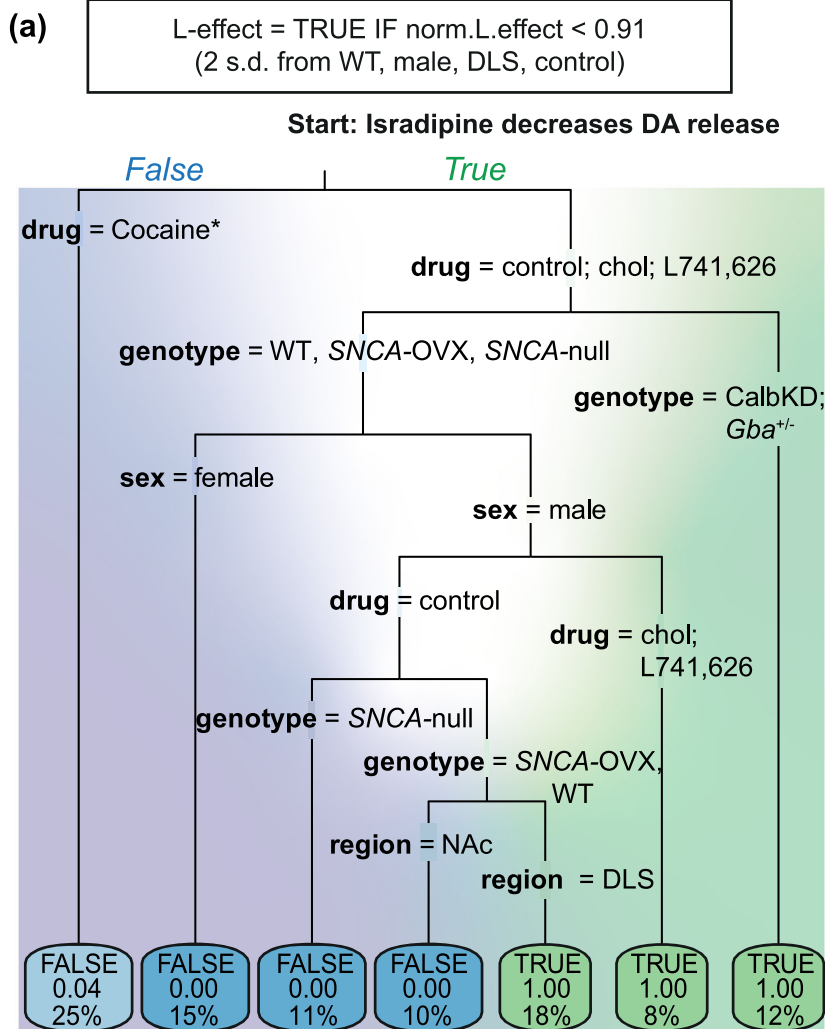 (a)
L-effect = TRUE IF norm.L.effect < 0.91
(2 s.d. from WT, male, DLS, control)
Start: Isradipine decreases DA release
False
True
drug = Cocaine*
drug = control; chol; L741,626
genotype = WT, SNCA-OVX, SNCA-null
genotype = CalbKD;
Gba+/-
sex = female
sex = male
drug = control
drug = chol;
L741,626
genotype = SNCA-null
genotype = SNCA-OVX,
WT
region = NAc
region = DLS
FALSE
0.04
25%
FALSE
0.00
15%
FALSE
0.00
11%
FALSE
0.00
10%
TRUE
1.00
18%
TRUE
1.00
8%
TRUE
1.00
12%